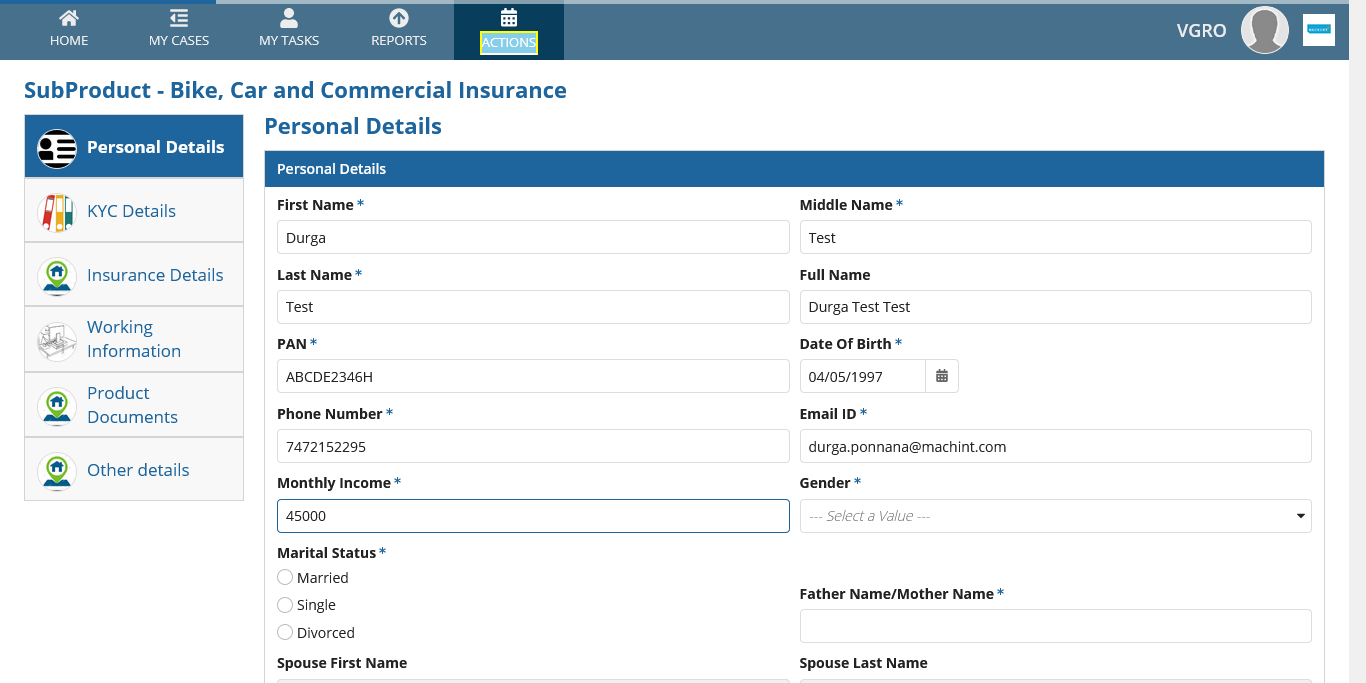 HOME
MY CASES
MY TASKS
REPORTS
ACTIONS
VGRO
MACHINT
SubProduct - Bike, Car and Commercial Insurance
Personal Details
KYC Details
Insurance Details
Working
Information
Product
Documents
Other details
Personal Details
Personal Details
First Name *
Middle Name *
Durga
Test
Last Name *
Full Name
Test
Durga Test Test
PAN *
Date Of Birth *
ABCDE2346H
04/05/1997
Phone Number *
Email ID *
7472152295
durga.ponnana@machint.com
Monthly Income *
Gender *
45000
--- Select a Value ---
Marital Status *
Married
Single
Divorced
Father Name/Mother Name *
Spouse First Name
Spouse Last Name